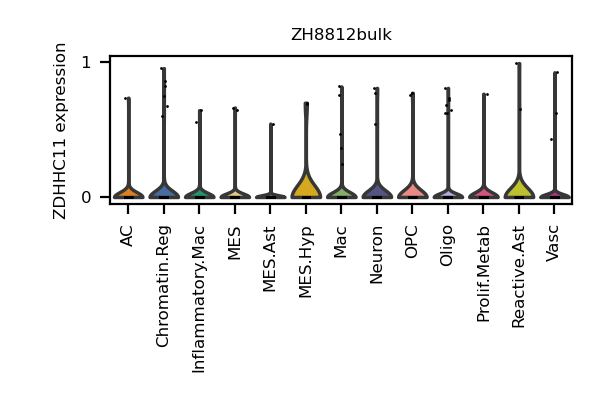 ZH8812bulk
ZDHHC11 expression
1
0
AC
Chromatin.Reg
Inflammatory.Mac
MES
MES.Ast
MES.Hyp
Mac
Neuron
OPC
Oligo
Prolif.Metab
Reactive.Ast
Vasc